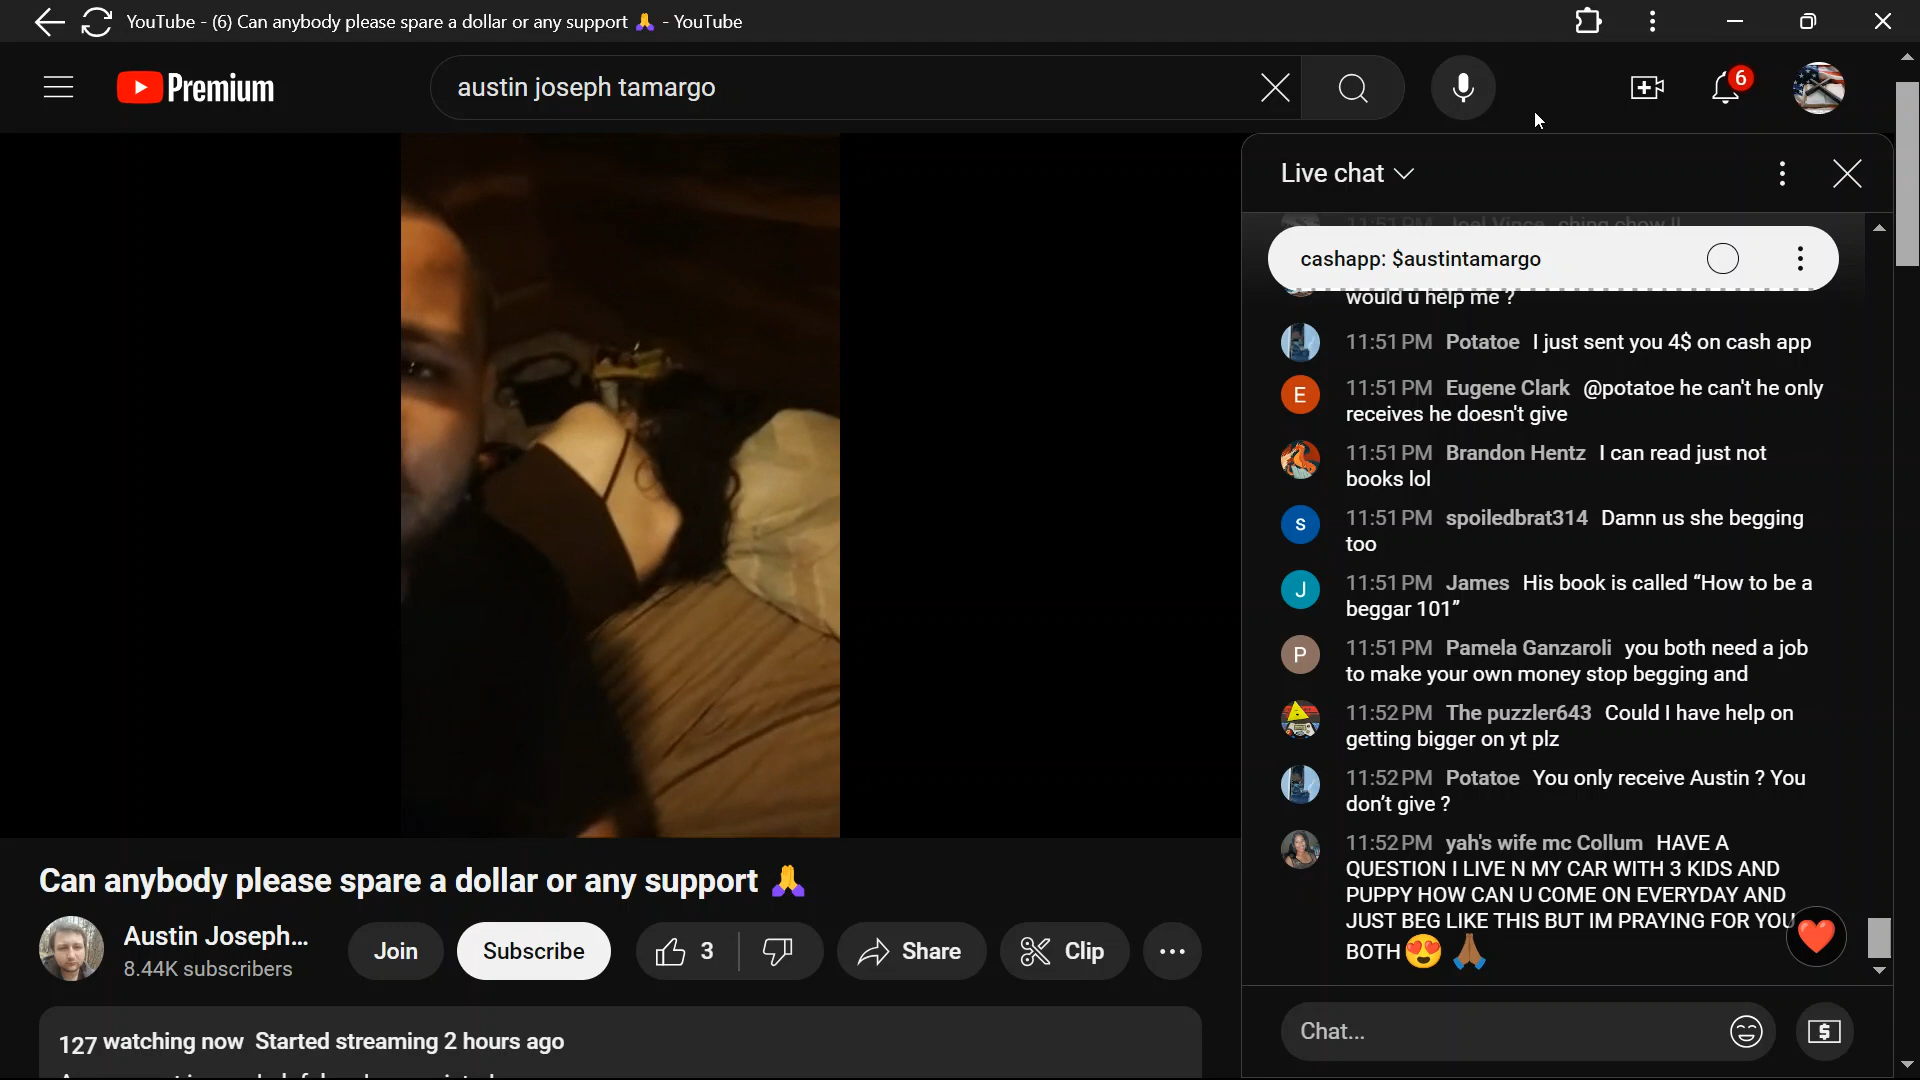 YouTube - (6) Can anybody please spare a dollar or any support 🙏 - YouTube
Premium
austin joseph tamargo
6
Live chat
11:51 PM Joel Vince ching chow !!
cashapp: $austintamargo
would u help me ?
11:51 PM Potatoe I just sent you 4$ on cash app
E
11:51 PM Eugene Clark @potatoe he can't he only
receives he doesn't give
11:51 PM Brandon Hentz I can read just not
books lol
S
11:51 PM spoiledbrat314 Damn us she begging
too
J
11:51 PM James His book is called “How to be a
beggar 101”
P
11:51 PM Pamela Ganzaroli you both need a job
to make your own money stop begging and
11:52 PM The puzzler643 Could I have help on
getting bigger on yt plz
11:52 PM Potatoe You only receive Austin ? You
don’t give ?
11:52 PM yah's wife mc Collum HAVE A
QUESTION I LIVE N MY CAR WITH 3 KIDS AND
PUPPY HOW CAN U COME ON EVERYDAY AND
JUST BEG LIKE THIS BUT IM PRAYING FOR YOU
BOTH😍🙏🏾
Chat...
Can anybody please spare a dollar or any support 🙏
Austin Joseph...
8.44K subscribers
Join
Subscribe
3
Share
Clip
127 watching now Started streaming 2 hours ago